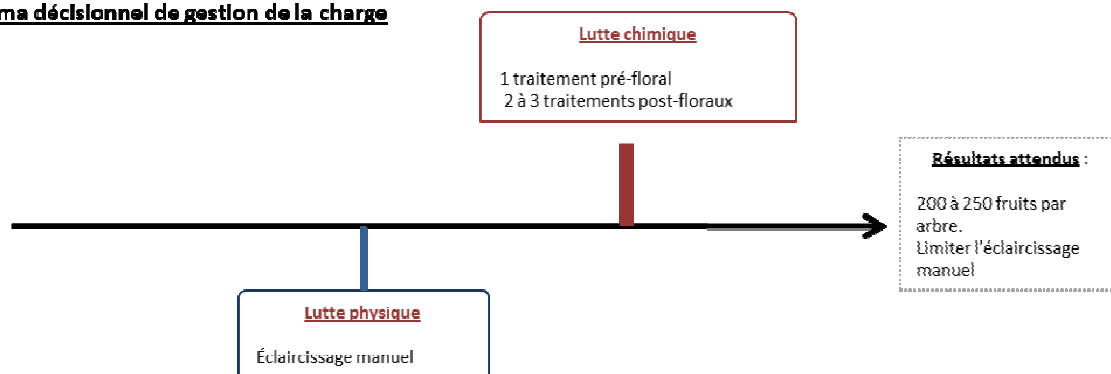 ma décisionnel de gestion de la charge
Lutte chimique
1 traitement pré-floral
2 à 3 traitements post-floraux
Résultats attendus :
200 à 250 fruits par
arbre.
Limiter l'éclaircissage
manuel
Lutte physique
Éclaircissage manuel